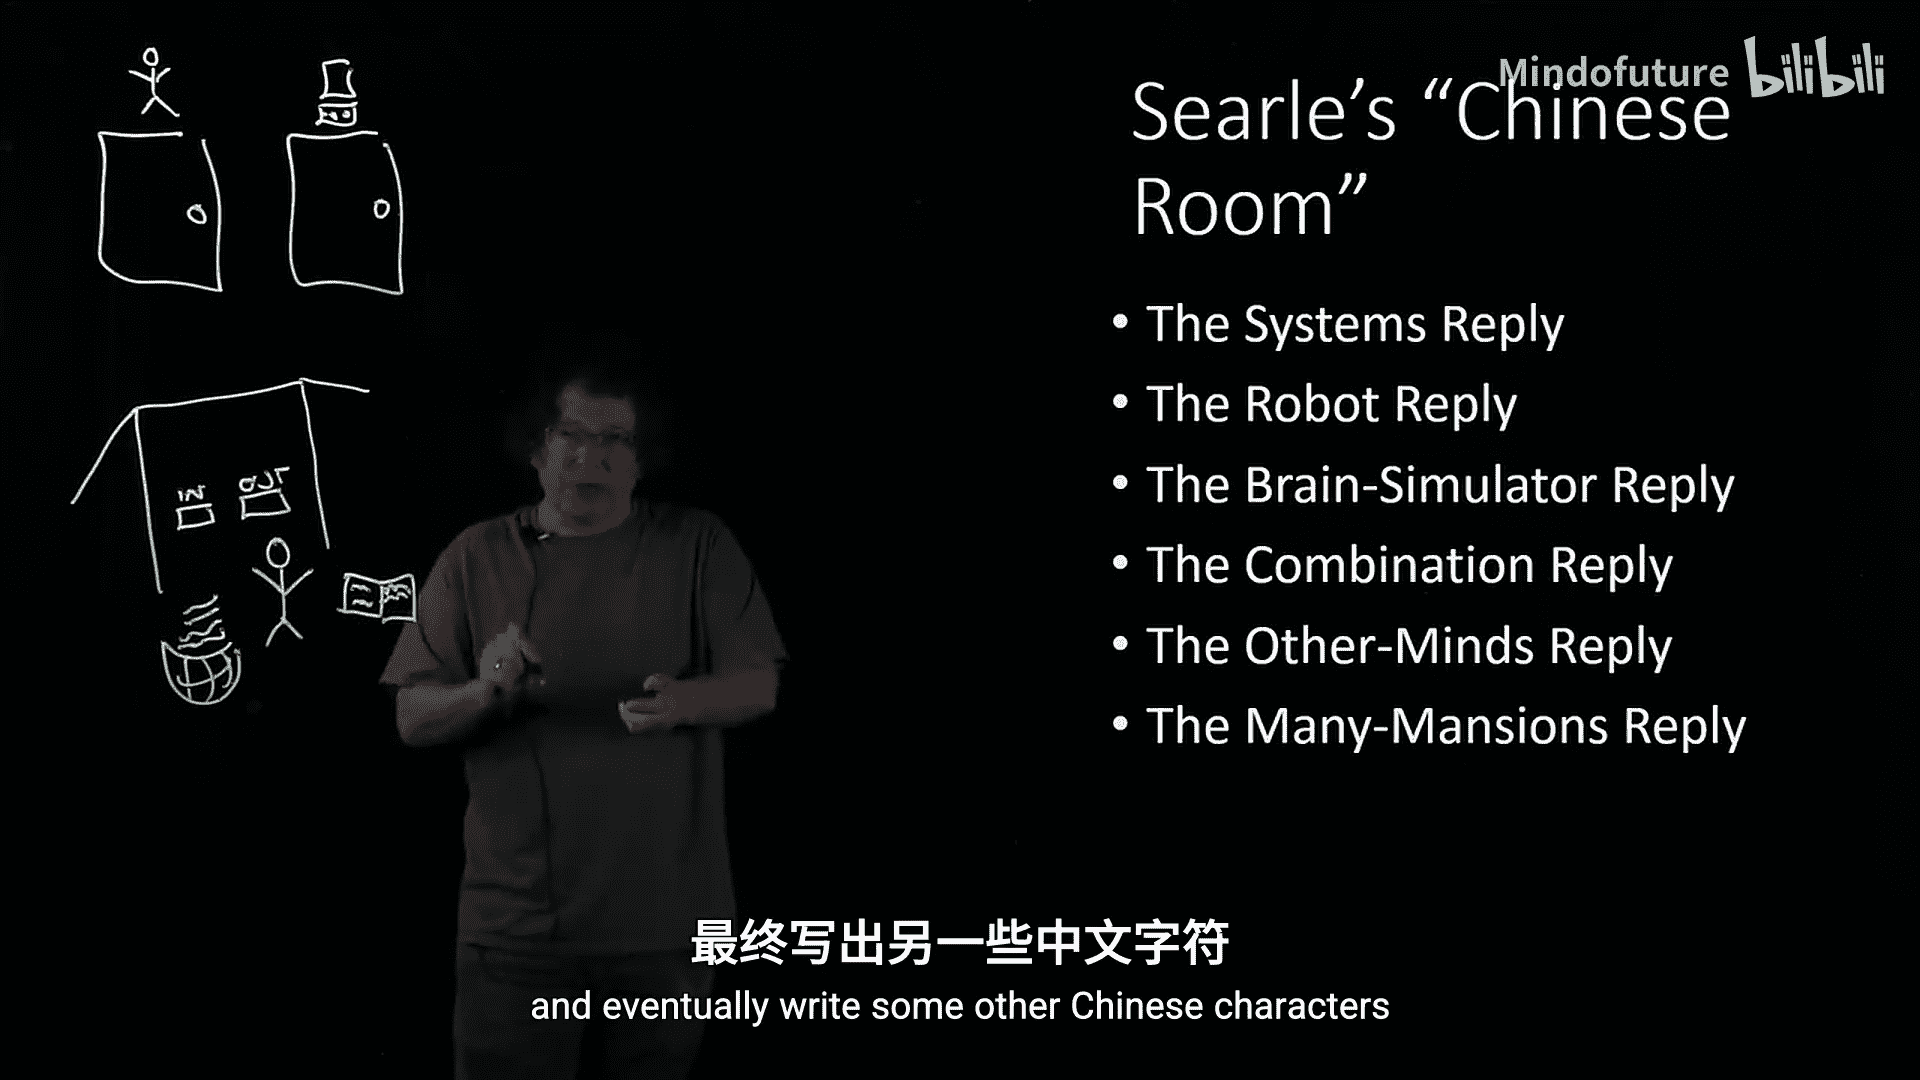 Mindofuture bilibili
Searle's “Chinese
Room”
• The Systems Reply
• The Robot Reply
• The Brain-Simulator Reply
• The Combination Reply
• The Other-Minds Reply
• The Many-Mansions Reply
IN OUT
最终写出另一些中文字符
and eventually write some other Chinese characters